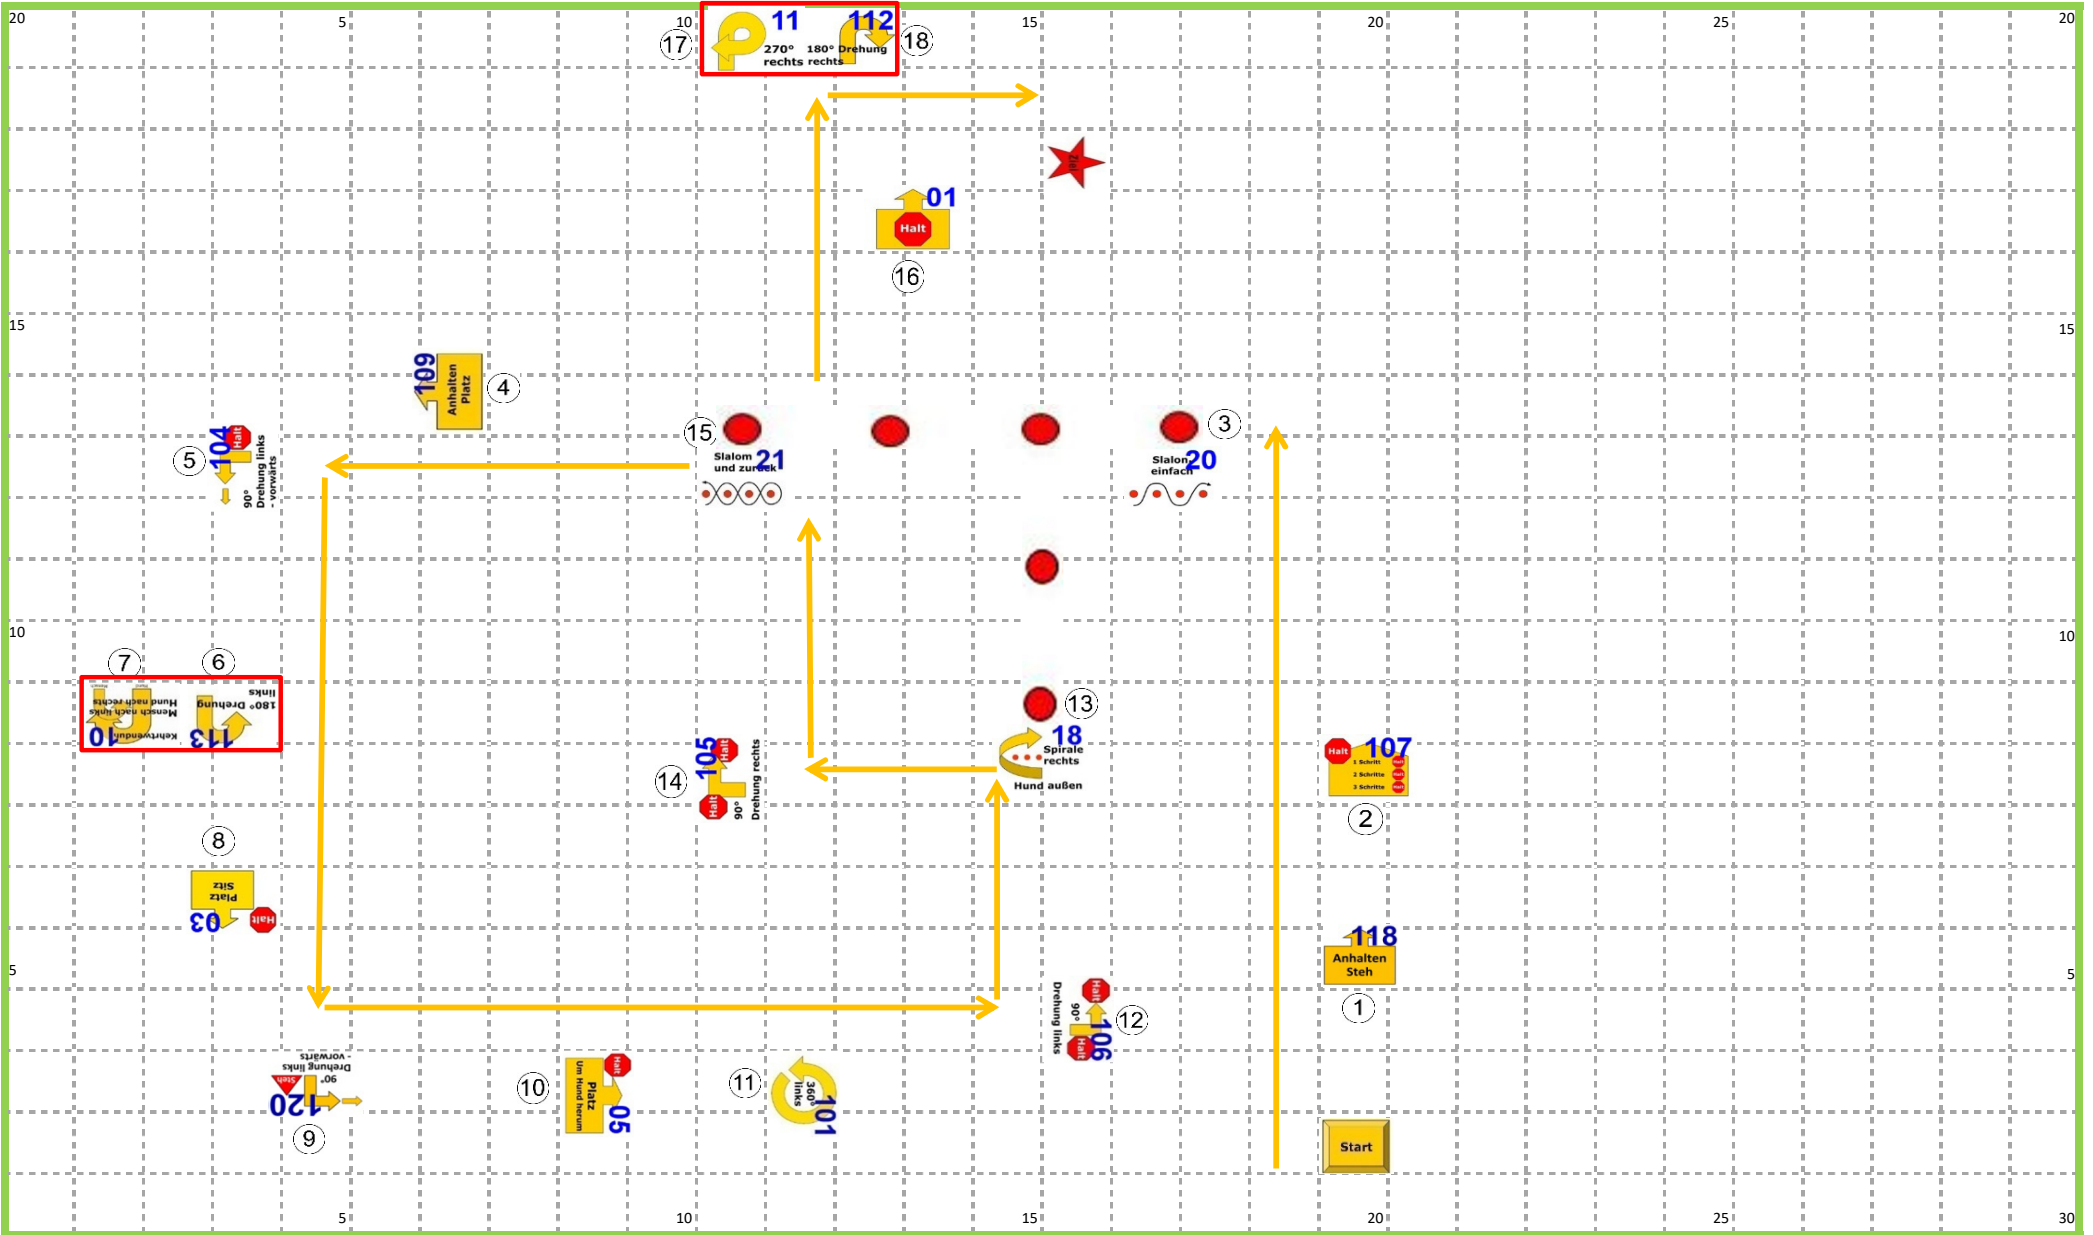 20
5
10
15
20
25
20
17
11
270°
rechts
112
180° Drehung
rechts
18
Ziel
01
Halt
16
15
15
109
Anhalten
Platz
4
104
Halt
5
90°
Drehung links
- vorwärts
15
Slalom
und zurück
21
3
Slalom
einfach
20
10
10
7
6
Kehrtwendung
Mensch nach links
Hund nach rechts
10
180° Drehung
links
113
13
18
Spirale
rechts
Hund außen
105
Halt
Halt
14
90°
Drehung rechts
Halt
107
1 Schritt
Halt
2 Schritte
Halt
3 Schritte
Halt
2
8
Platz
Sitz
03
Halt
118
Anhalten
Steh
1
5
5
Drehung links
90°
Halt
Halt
106
12
90°
Drehung links
- vorwärts
Steh
120
9
10
Platz
Um Hund herum
Halt
05
11
360°
links
101
Start
5
10
15
20
25
30